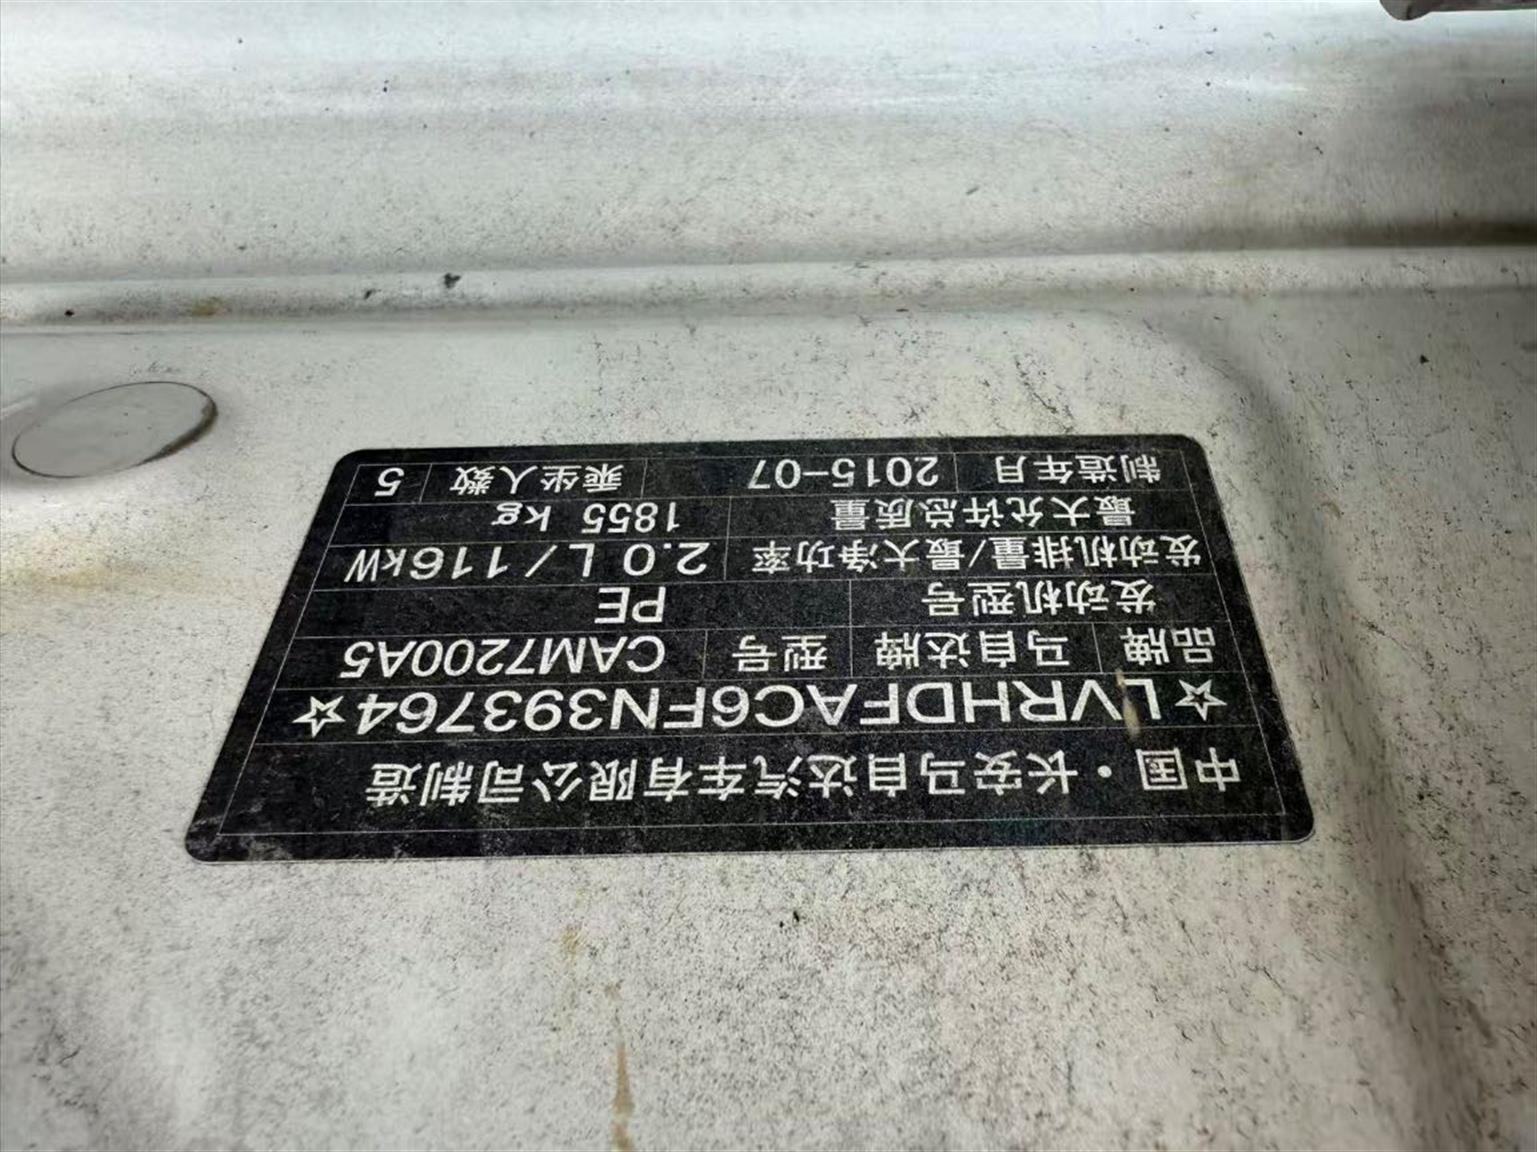 中国·长安马自达汽车有限公司制造
☆LVRHDFAC6FN393764☆
品牌 马自达牌 型号 CAM7200A5
发动机型号 PE
发动机排量/最大净功率 2.0 L/116kW
最大允许总质量 1855 kg
制造年月 2015-07 乘坐人数 5